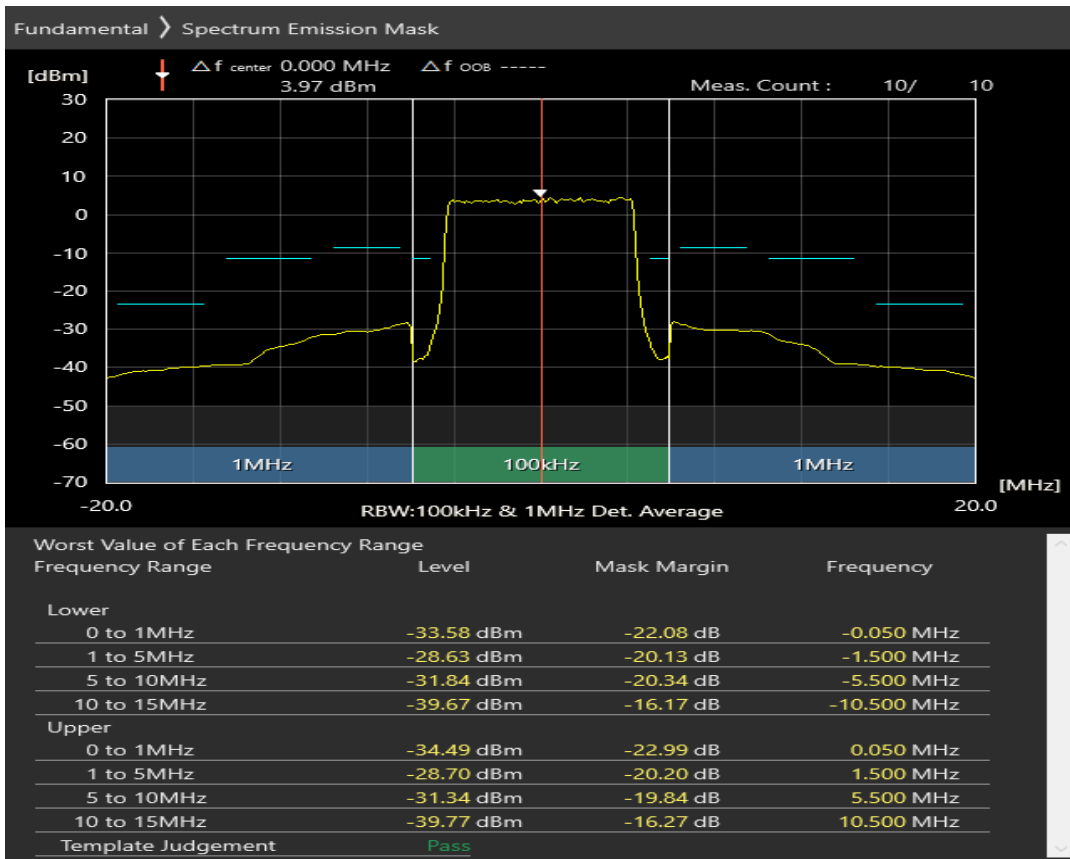 Fundamental ❯ Spectrum Emission Mask
[dBm] △f center 0.000 MHz △f OOB -----
3.97 dBm Meas. Count : 10/ 10
30
20
10
0
-10
-20
-30
-40
-50
-60
1MHz 100kHz 1MHz
-70
[MHz]
-20.0 RBW:100kHz & 1MHz Det. Average 20.0
Worst Value of Each Frequency Range
Frequency Range Level Mask Margin Frequency
Lower
0 to 1MHz -33.58 dBm -22.08 dB -0.050 MHz
1 to 5MHz -28.63 dBm -20.13 dB -1.500 MHz
5 to 10MHz -31.84 dBm -20.34 dB -5.500 MHz
10 to 15MHz -39.67 dBm -16.17 dB -10.500 MHz
Upper
0 to 1MHz -34.49 dBm -22.99 dB 0.050 MHz
1 to 5MHz -28.70 dBm -20.20 dB 1.500 MHz
5 to 10MHz -31.34 dBm -19.84 dB 5.500 MHz
10 to 15MHz -39.77 dBm -16.27 dB 10.500 MHz
Template Judgement Pass